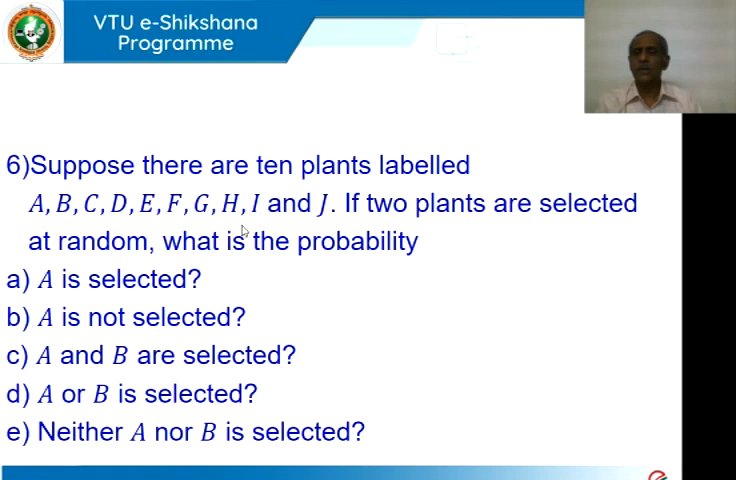 VTU e-Shikshana
Programme
6)Suppose there are ten plants labelled
A, B, C, D, E, F, G, H, I and J. If two plants are selected
at random, what is the probability
a) A is selected?
b) A is not selected?
c) A and B are selected?
d) A or B is selected?
e) Neither A nor B is selected?